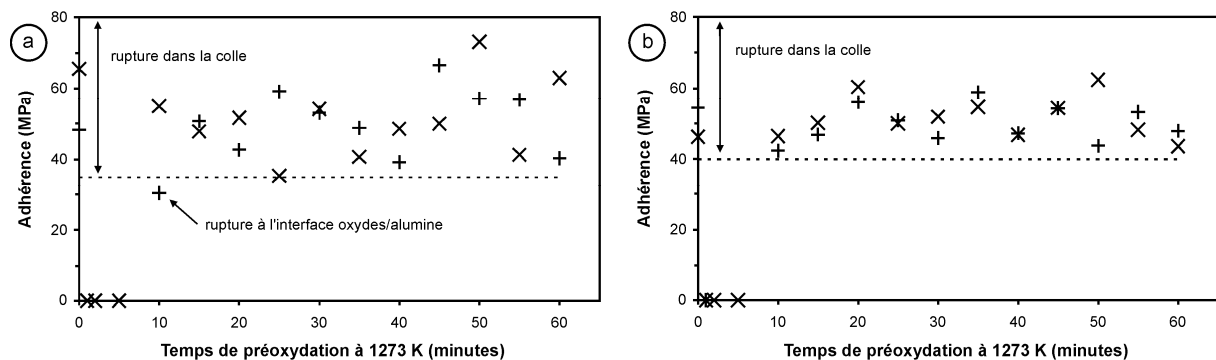 a
80
60
40
20
0
Adhérence (MPa)
rupture dans la colle
rupture à l'interface oxydes/alumine
0 10 20 30 40 50 60
Temps de préoxydation à 1273 K (minutes)
b
80
60
40
20
0
Adhérence (MPa)
rupture dans la colle
0 10 20 30 40 50 60
Temps de préoxydation à 1273 K (minutes)